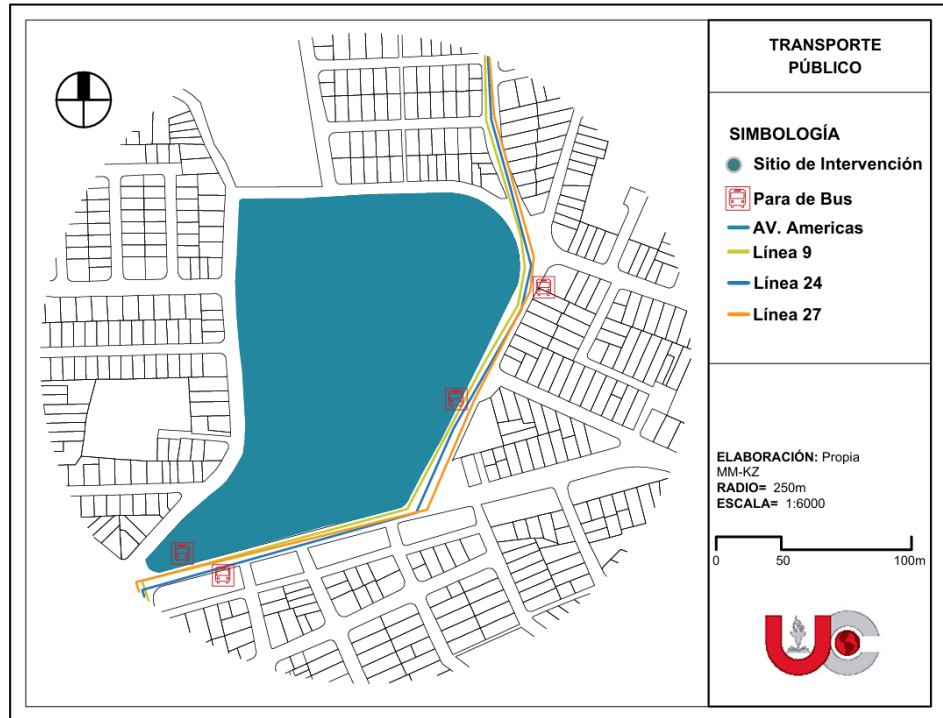 TRANSPORTE
PÚBLICO
SIMBOLOGÍA
Sitio de Intervención
Para de Bus
AV. Americas
Línea 9
Línea 24
Línea 27
ELABORACIÓN: Propia
MM-KZ
RADIO= 250m
ESCALA= 1:6000
0 50 100m
UC